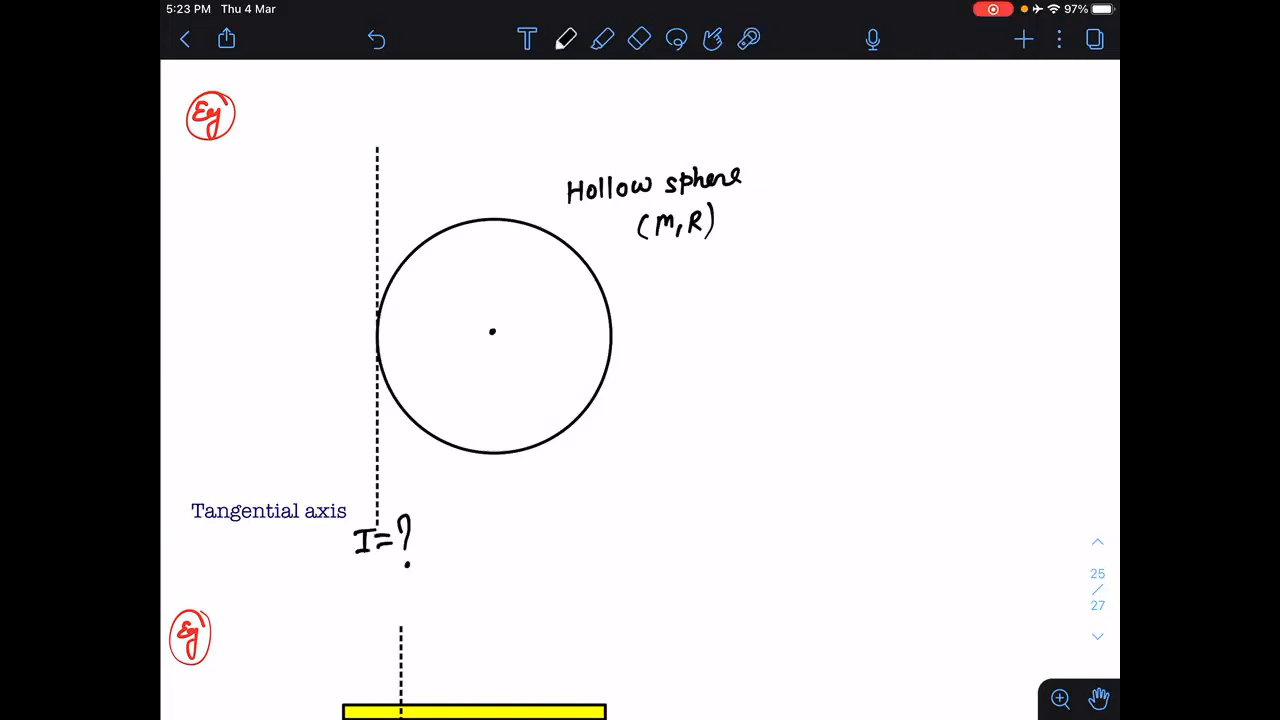 5:23 PM Thu 4 Mar
97%
T
Eg
Hollow sphere
(M,R)
Tangential axis
I=?
25
/
27
Eg